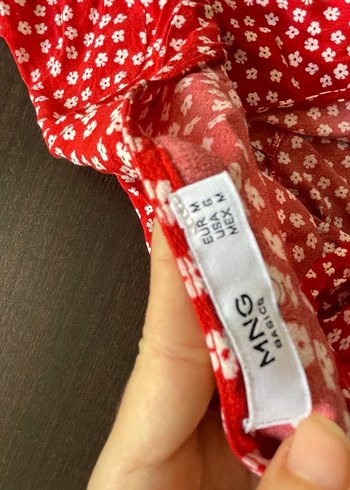 EUR M
USA 6
MEX M
MNG
BASICS